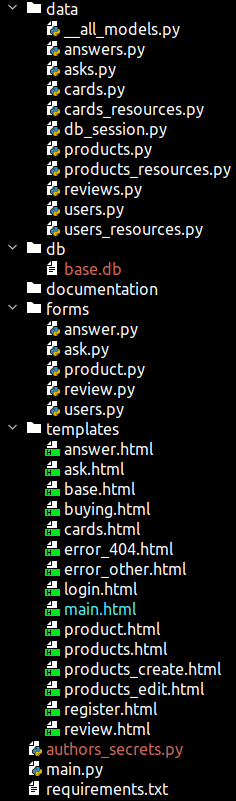 data
__all_models.py
answers.py
asks.py
cards.py
cards_resources.py
db_session.py
products.py
products_resources.py
reviews.py
users.py
users_resources.py
db
base.db
documentation
forms
answer.py
ask.py
product.py
review.py
users.py
templates
answer.html
ask.html
base.html
buying.html
cards.html
error_404.html
error_other.html
login.html
main.html
product.html
products.html
products_create.html
products_edit.html
register.html
review.html
authors_secrets.py
main.py
requirements.txt